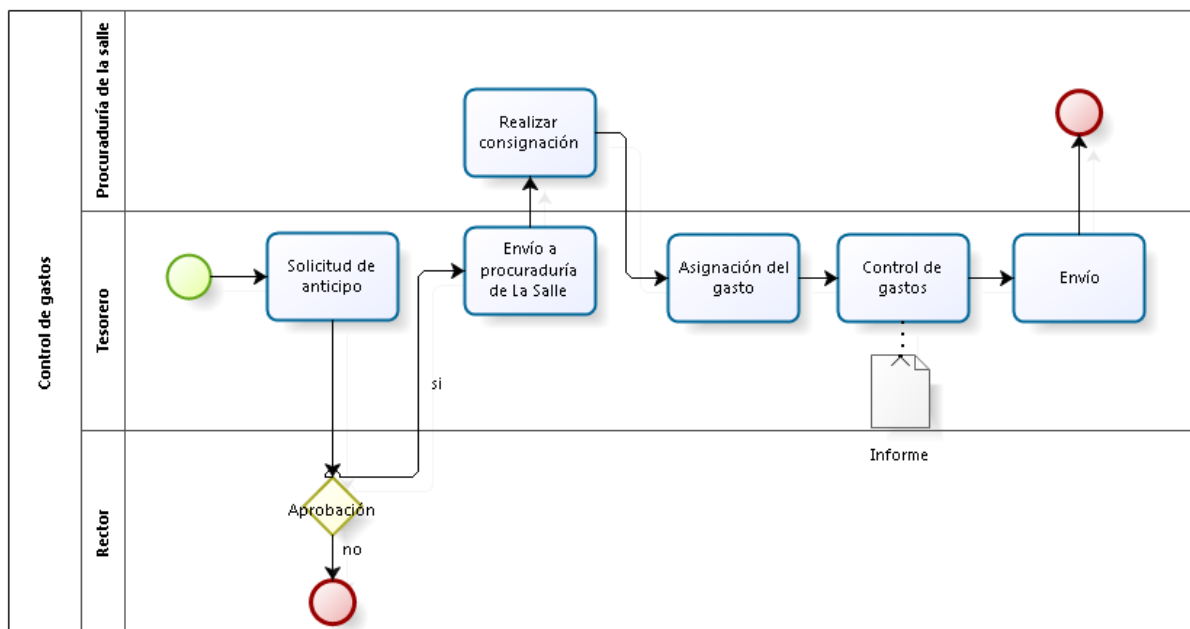 Control de gastos
Procuraduría de la salle
Realizar
consignación
Tesorero
Solicitud de
anticipo
Envío a
procuraduría
de La Salle
Asignación del
gasto
Control de
gastos
Envío
si
Informe
Rector
Aprobación
no